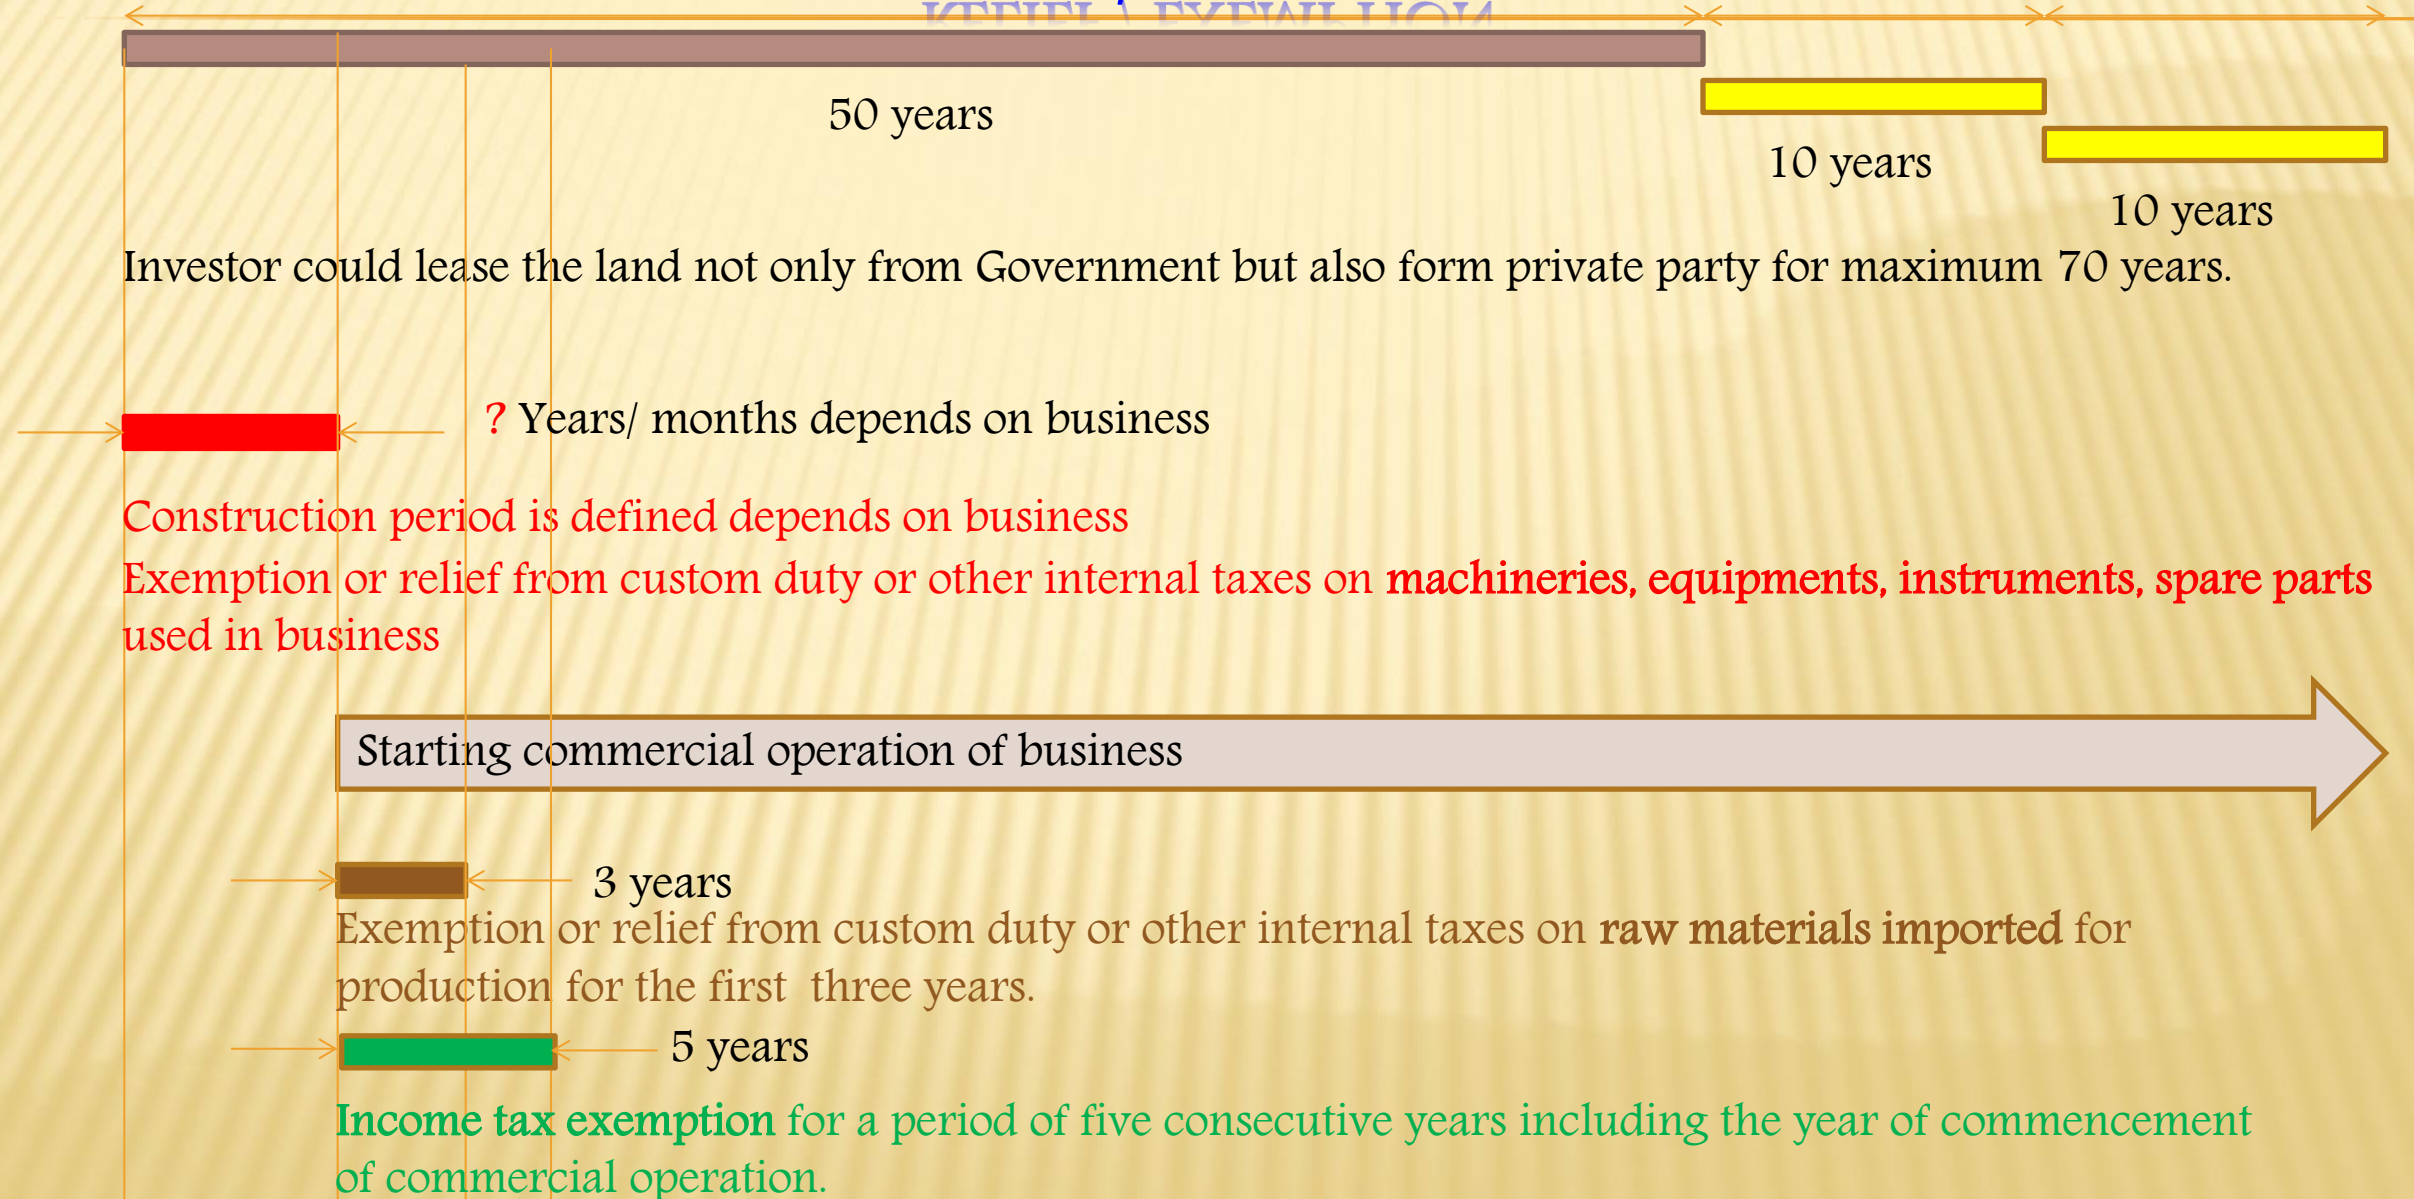 50 years
10 years
10 years
Investor could lease the land not only from Government but also form private party for maximum 70 years.
? Years/ months depends on business
Construction period is defined depends on business
Exemption or relief from custom duty or other internal taxes on machineries, equipments, instruments, spare parts
used in business
Starting commercial operation of business
3 years
Exemption or relief from custom duty or other internal taxes on raw materials imported for
production for the first three years.
5 years
Income tax exemption for a period of five consecutive years including the year of commencement
of commercial operation.